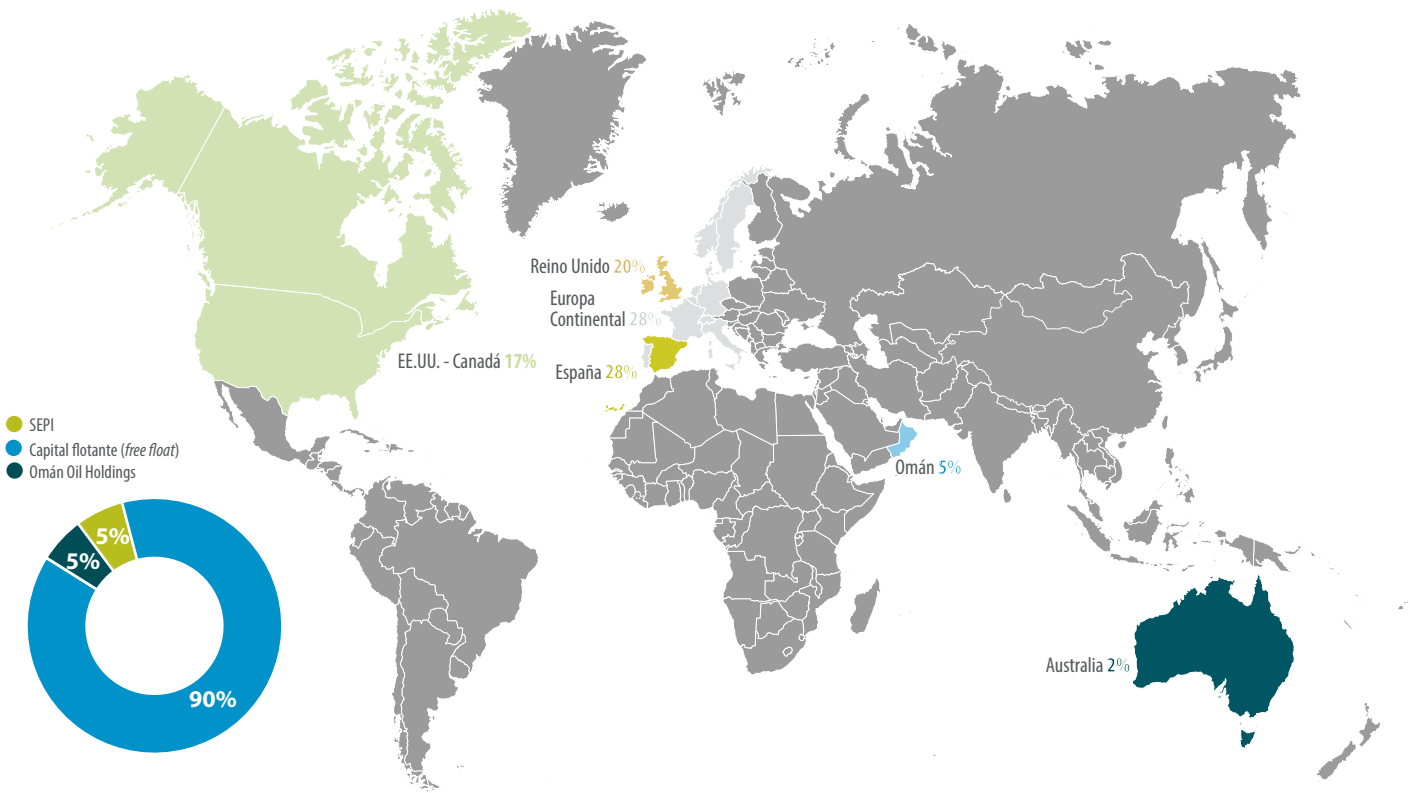 Reino Unido 20%
Europa
Continental 28%
EE.UU. - Canadá 17%
España 28%
SEPI
Capital flotante (free float)
Omán Oil Holdings
Omán 5%
5%
5%
90%
Australia 2%